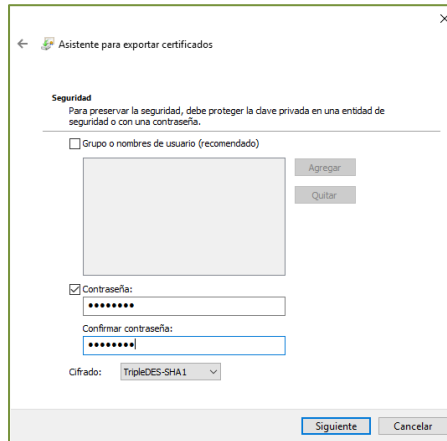 Asistente para exportar certificados
Seguridad
Para preservar la seguridad, debe proteger la clave privada en una entidad de
seguridad o con una contraseña.
Grupo o nombres de usuario (recomendado)
Agregar
Quitar
Contraseña:
••••••••
Confirmar contraseña:
••••••••
Cifrado: TripleDES-SHA1
Siguiente Cancelar